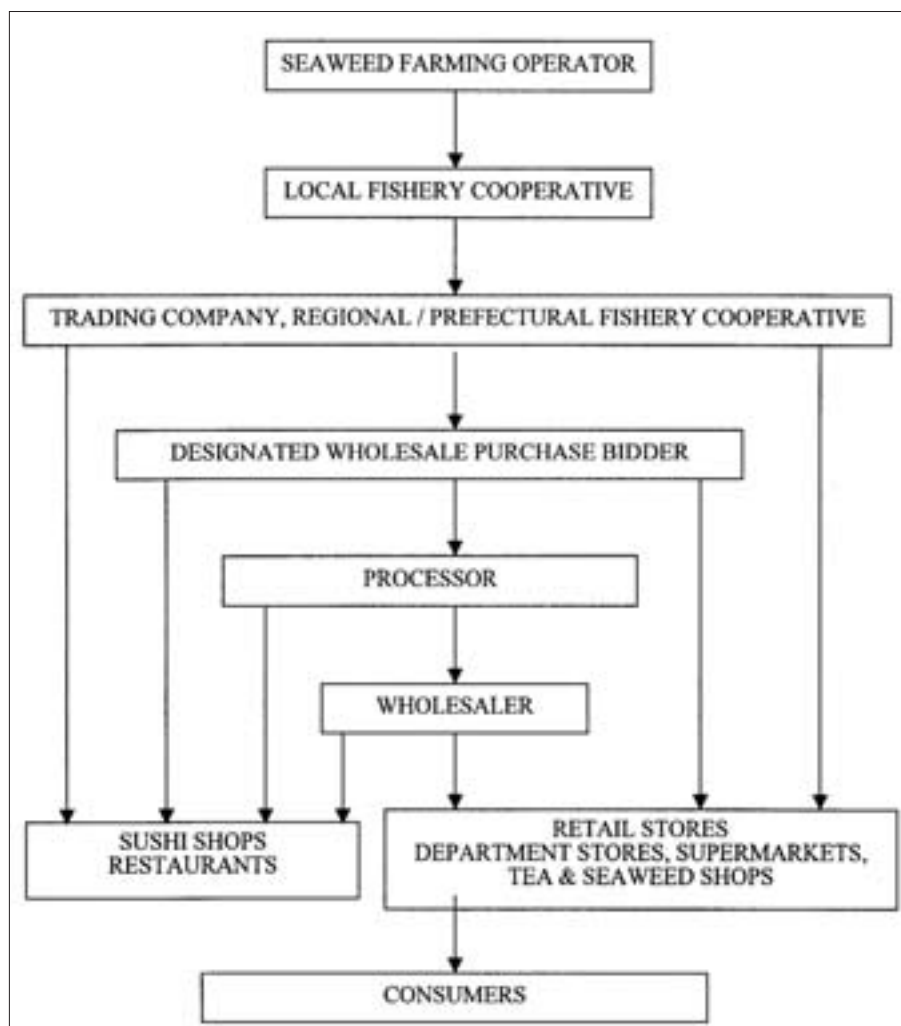 SEAWEED FARMING OPERATOR
LOCAL FISHERY COOPERATIVE
TRADING COMPANY, REGIONAL / PREFECTURAL FISHERY COOPERATIVE
DESIGNATED WHOLESALE PURCHASE BIDDER
PROCESSOR
WHOLESALER
SUSHI SHOPS
RESTAURANTS
RETAIL STORES
DEPARTMENT STORES, SUPERMARKETS,
TEA & SEAWEED SHOPS
CONSUMERS